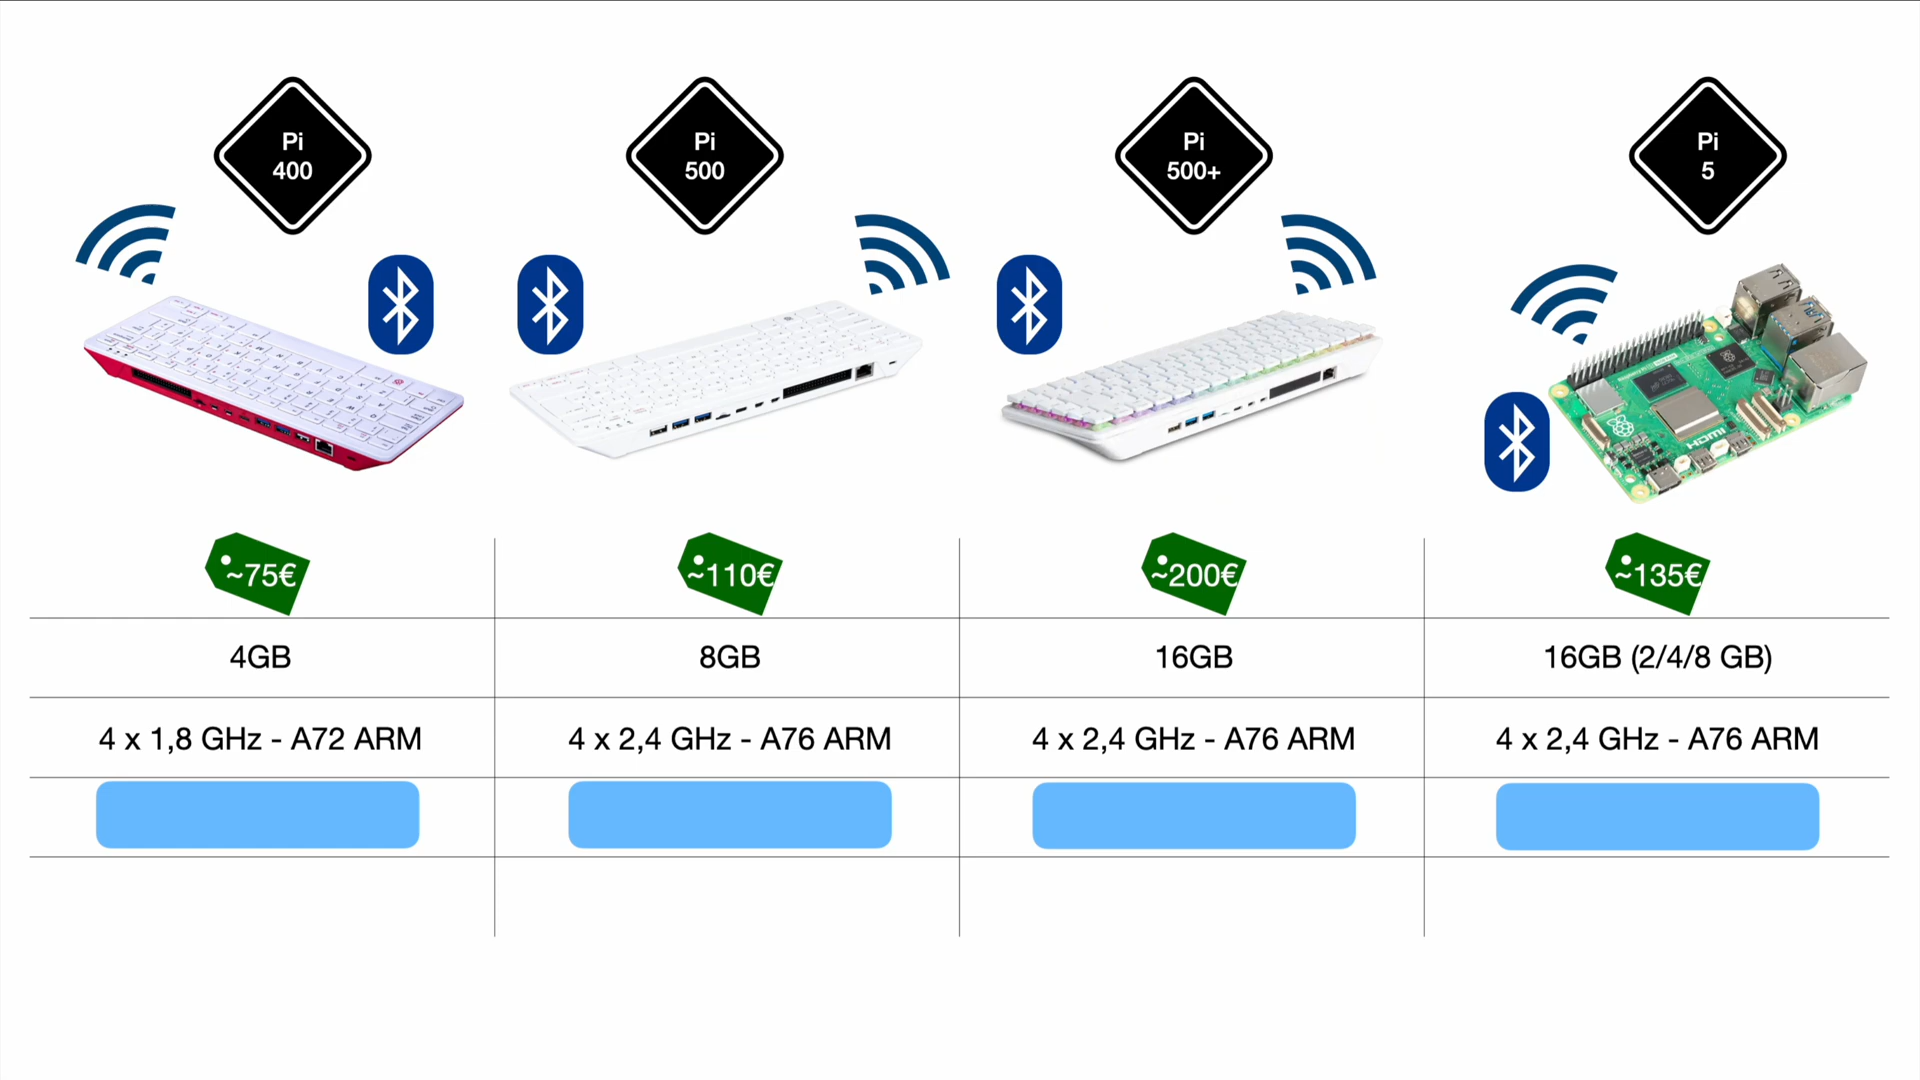 Pi
400
Pi
500
Pi
500+
Pi
5
HDMI
~75€
~110€
~200€
~135€
4GB
8GB
16GB
16GB (2/4/8 GB)
4 x 1,8 GHz - A72 ARM
4 x 2,4 GHz - A76 ARM
4 x 2,4 GHz - A76 ARM
4 x 2,4 GHz - A76 ARM